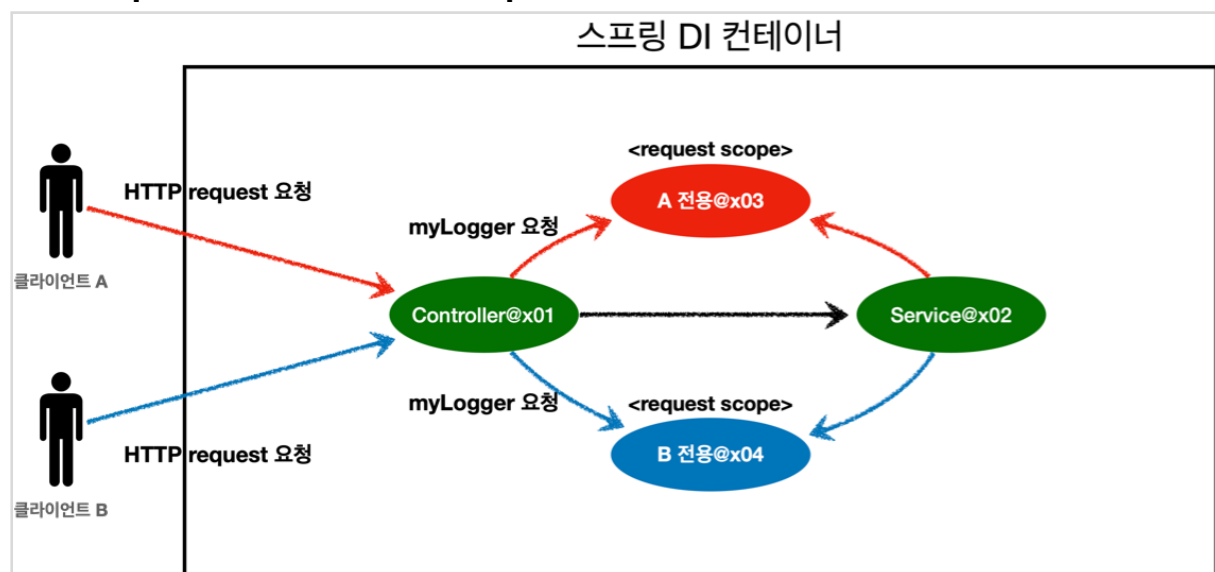 스프링 DI 컨테이너
<request scope>
A 전용@x03
HTTP request 요청
myLogger 요청
클라이언트 A
Controller@x01
Service@x02
myLogger 요청
<request scope>
B 전용@x04
HTTP request 요청
클라이언트 B